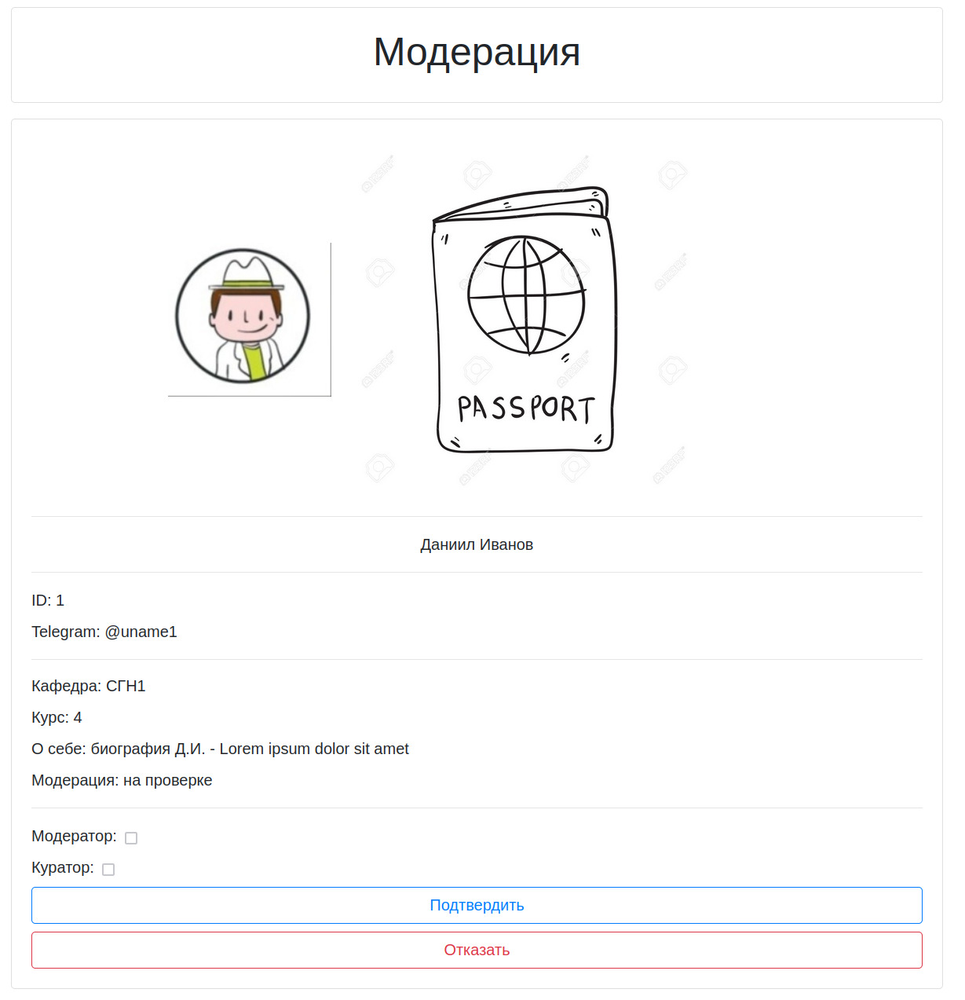 Модерация
PASSPORT
Даниил Иванов
ID: 1
Telegram: @uname1
Кафедра: СГН1
Курс: 4
О себе: биография Д.И. - Lorem ipsum dolor sit amet
Модерация: на проверке
Модератор:
Куратор:
Подтвердить
Отказать